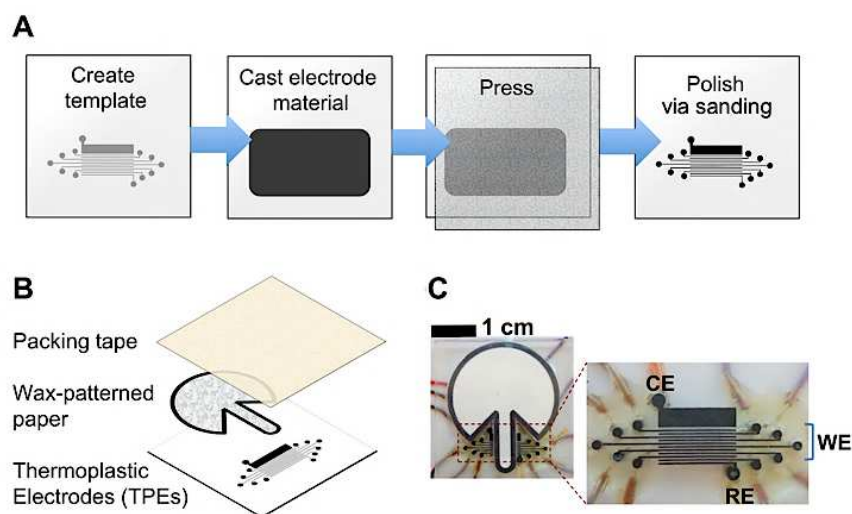 A
Create
template
Cast electrode
material
Press
Polish
via sanding
B
Packing tape
Wax-patterned
paper
Thermoplastic
Electrodes (TPEs)
C
1 cm
CE
WE
RE